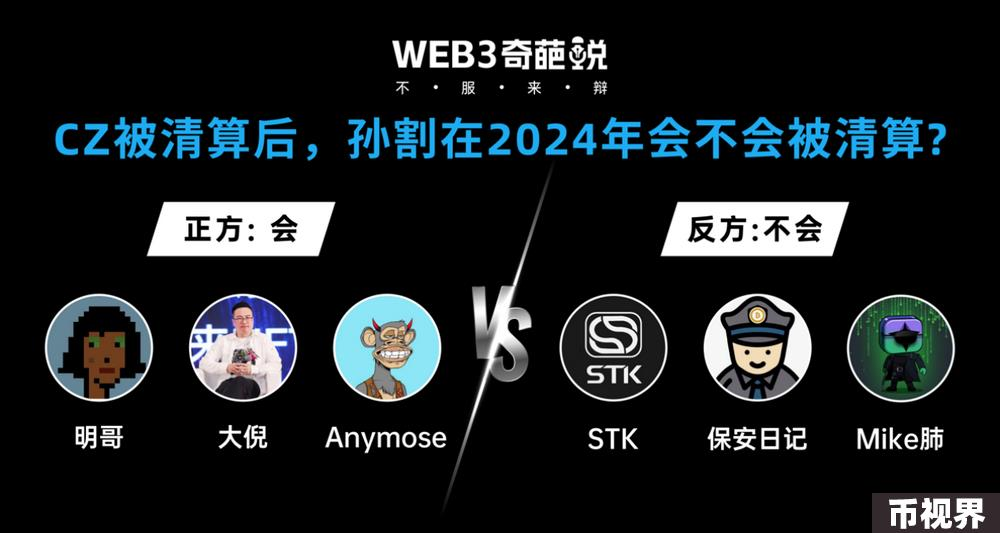 WEB3奇葩说
不·服·来·辩
CZ被清算后，孙割在2024年会不会被清算?
正方: 会
反方:不会
VS
来 FT
STK
明哥
大倪
Anymose
STK
保安日记
Mike肺
币视界